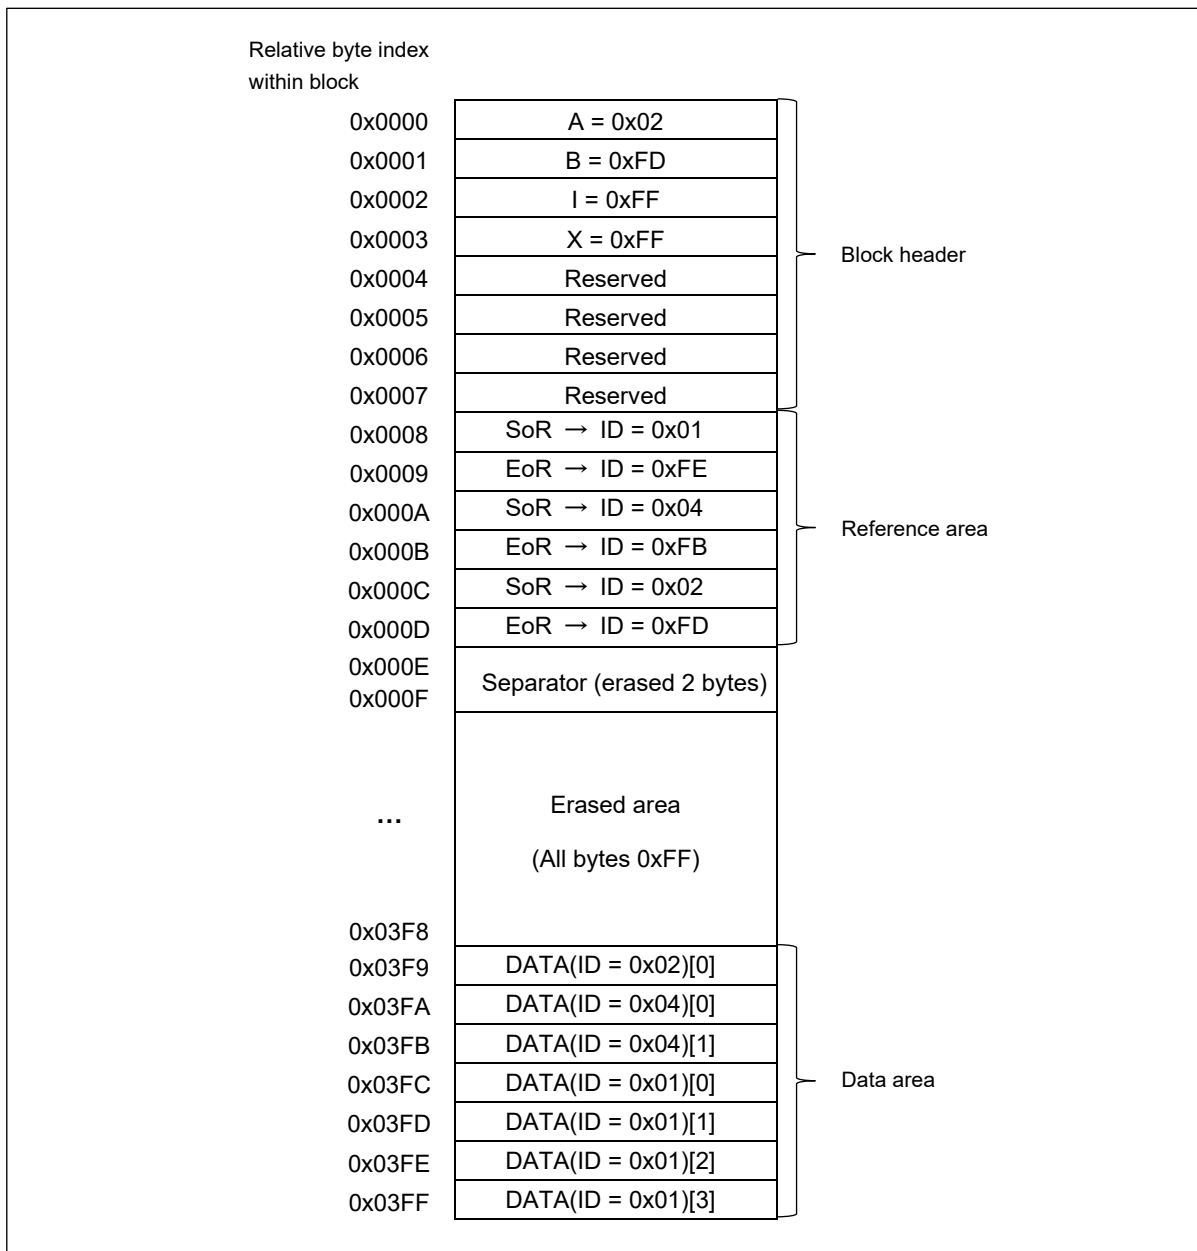 Relative byte index
within block
0x0000 A = 0x02
0x0001 B = 0xFD
0x0002 I = 0xFF
0x0003 X = 0xFF
Block header
0x0004 Reserved
0x0005 Reserved
0x0006 Reserved
0x0007 Reserved
0x0008 SoR → ID = 0x01
0x0009 EoR → ID = 0xFE
0x000A SoR → ID = 0x04
Reference area
0x000B EoR → ID = 0xFB
0x000C SoR → ID = 0x02
0x000D EoR → ID = 0xFD
0x000E
Separator (erased 2 bytes)
0x000F
Erased area
...
(All bytes 0xFF)
0x03F8
0x03F9 DATA(ID = 0x02)[0]
0x03FA DATA(ID = 0x04)[0]
0x03FB DATA(ID = 0x04)[1]
0x03FC DATA(ID = 0x01)[0] Data area
0x03FD DATA(ID = 0x01)[1]
0x03FE DATA(ID = 0x01)[2]
0x03FF DATA(ID = 0x01)[3]